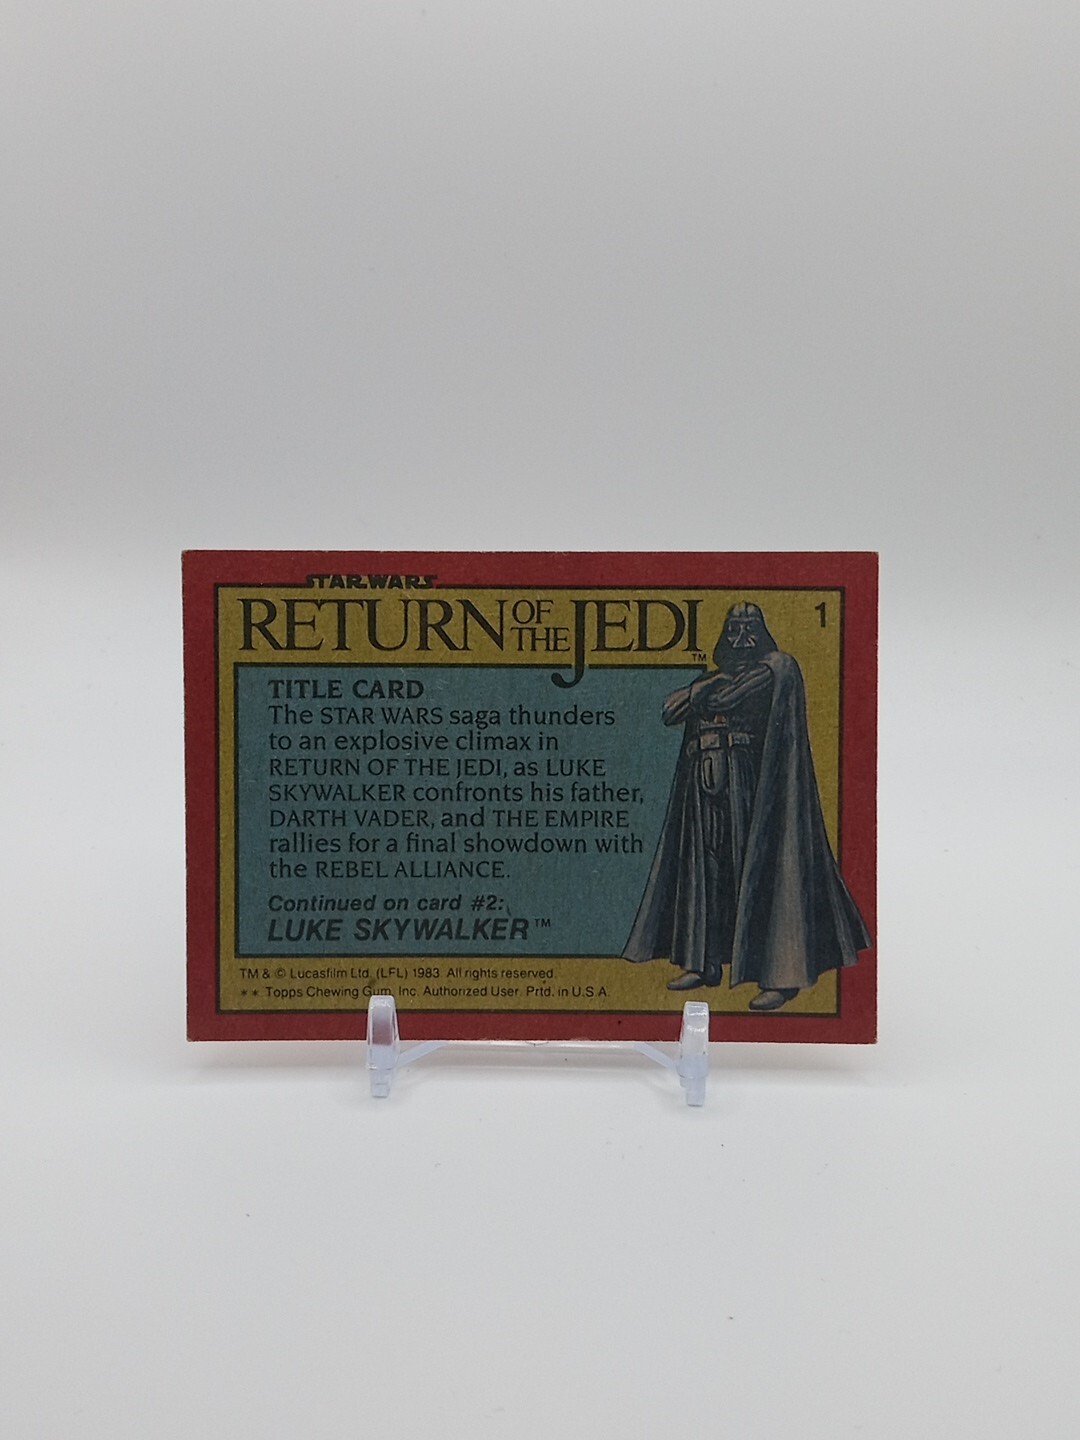 STAR WARS
RETURN OF THE JEDI™
1
TITLE CARD
The STAR WARS saga thunders
to an explosive climax in
RETURN OF THE JEDI, as LUKE
SKYWALKER confronts his father,
DARTH VADER, and THE EMPIRE
rallies for a final showdown with
the REBEL ALLIANCE.
Continued on card #2:
LUKE SKYWALKER™
TM & © Lucasfilm Ltd. (LFL) 1983 All rights reserved.
** Topps Chewing Gum, Inc. Authorized User. Prtd. in U.S.A.